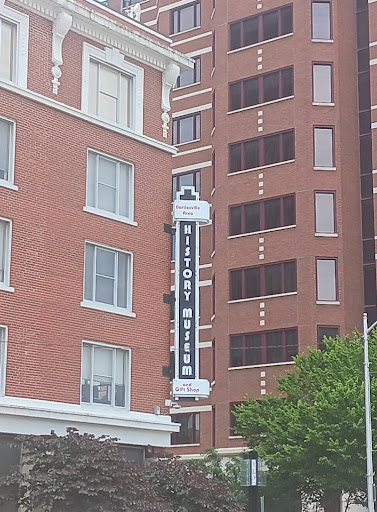 Bartlesville
Area
HISTORY MUSEUM
and
Gift Shop